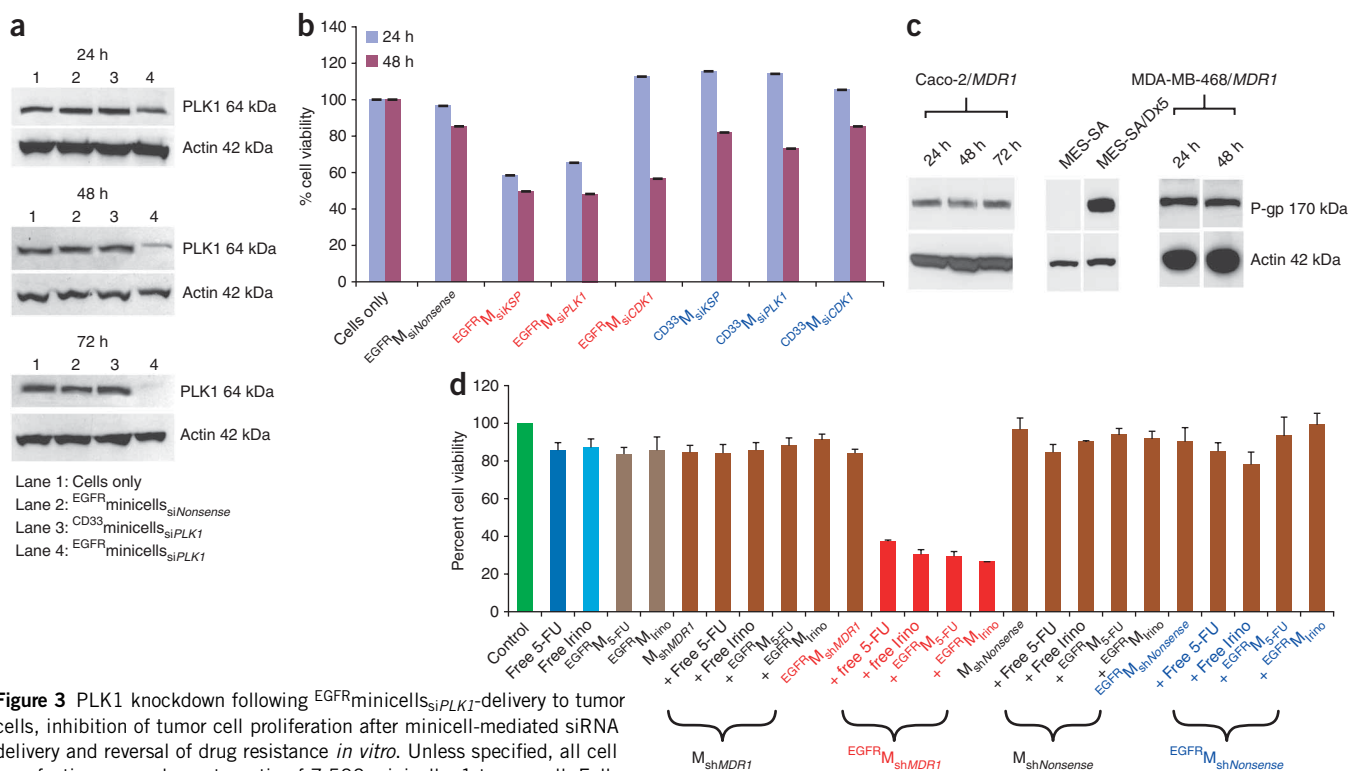 a
24 h
1 2 3 4
PLK1 64 kDa
Actin 42 kDa
48 h
1 2 3 4
PLK1 64 kDa
Actin 42 kDa
72 h
1 2 3 4
PLK1 64 kDa
Actin 42 kDa
Lane 1: Cells only
Lane 2: EGFRminicellssiNonsense
Lane 3: CD33minicellssiPLK1
Lane 4: EGFRminicellssiPLK1
b
% cell viability
140
120
100
80
60
40
20
0
24 h
48 h
Cells only
EGFRMsiNonsense
EGFRMsiKSP
EGFRMsiPLK1
EGFRMsiCDK1
CD33MsiKSP
CD33MsiPLK1
CD33MsiCDK1
c
Caco-2/MDR1
24 h 48 h 72 h
MES-SA
MES-SA/Dx5
MDA-MB-468/MDR1
24 h 48 h
P-gp 170 kDa
Actin 42 kDa
d
Percent cell viability
120
100
80
60
40
20
0
Control
Free 5-FU
Free Irino
EGFRM5-FU
EGFRMIrino
MshMDR1
+ Free 5-FU
+ Free Irino
+ EGFRM5-FU
+ EGFRMIrino
EGFRMshMDR1
+ free 5-FU
+ free Irino
+ EGFRM5-FU
+ EGFRMIrino
MshNonsense
+ Free 5-FU
+ Free Irino
+ EGFRM5-FU
+ EGFRMIrino
EGFRMshNonsense
+ Free 5-FU
+ Free Irino
+ EGFRM5-FU
+ EGFRMIrino
MshMDR1
EGFRMshMDR1
MshNonsense
EGFRMshNonsense
Figure 3 PLK1 knockdown following EGFRminicellssiPLK1-delivery to tumor
cells, inhibition of tumor cell proliferation after minicell-mediated siRNA
delivery and reversal of drug resistance in vitro. Unless specified, all cell